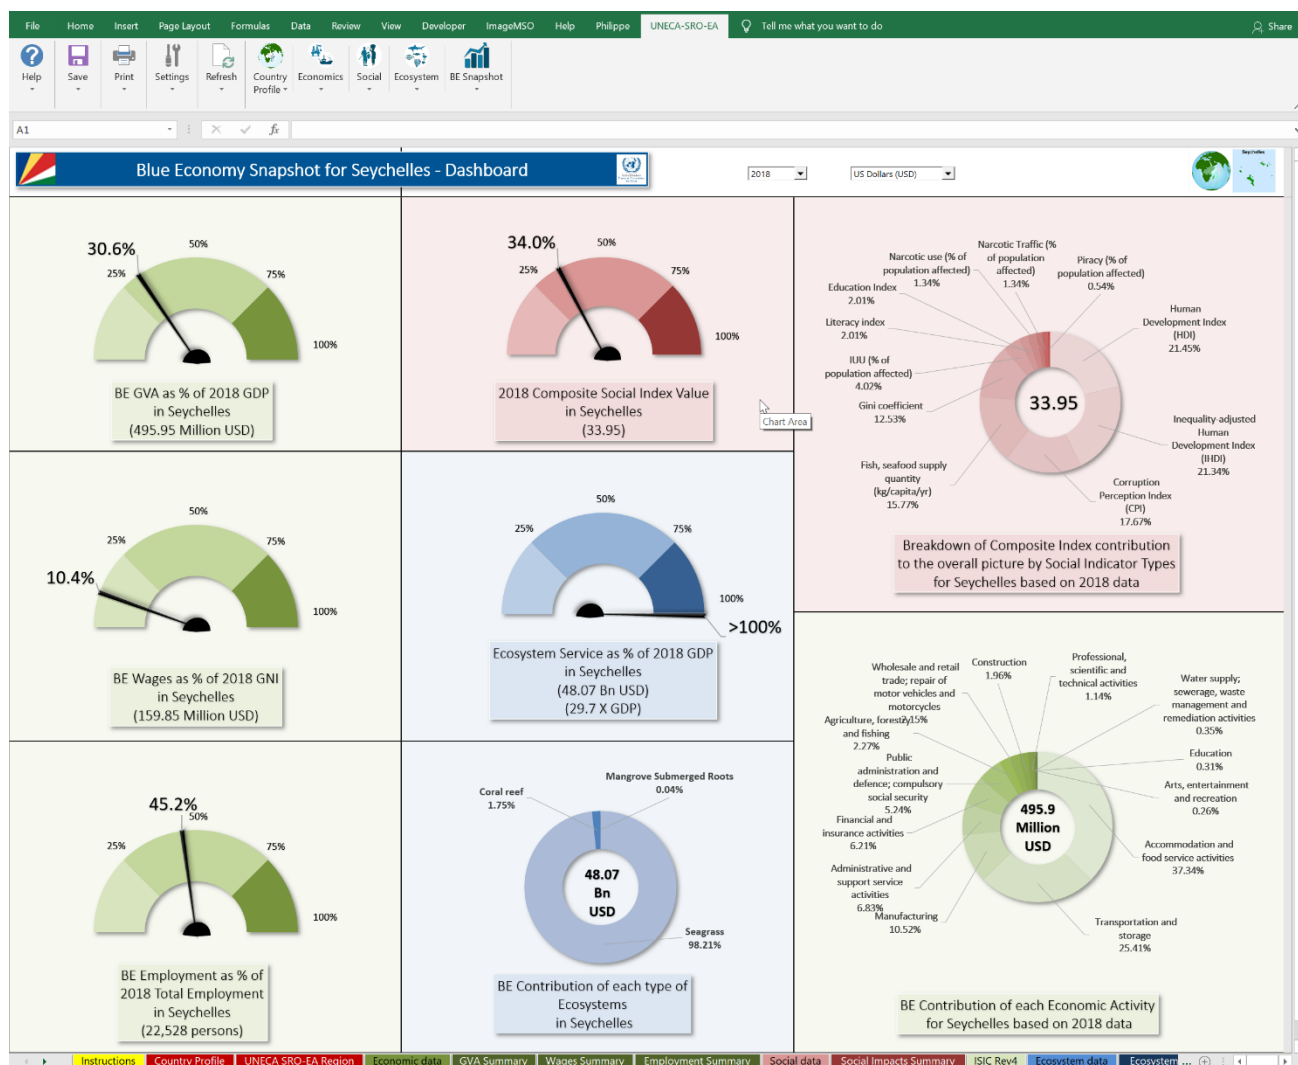 File Home Insert Page Layout Formulas Data Review View Developer ImageMSO Help Philippe UNECA-SRO-EA Tell me what you want to do Share
Help Save Print Settings Refresh Country Profile Economics Social Ecosystem BE Snapshot
A1 fx
Blue Economy Snapshot for Seychelles - Dashboard
2018 US Dollars (USD)
Seychelles
30.6%
25%
50%
75%
100%
BE GVA as % of 2018 GDP
in Seychelles
(495.95 Million USD)
34.0%
25%
50%
75%
100%
2018 Composite Social Index Value
in Seychelles
(33.95)
Chart Area
Narcotic Traffic (%
of population
affected)
1.34%
Narcotic use (% of
population affected)
1.34%
Piracy (% of
population affected)
0.54%
Education Index
2.01%
Literacy index
2.01%
IUU (% of
population affected)
4.02%
Gini coefficient
12.53%
Fish, seafood supply
quantity
(kg/capita/yr)
15.77%
Human
Development Index
(HDI)
21.45%
Inequality-adjusted
Human
Development Index
(IHDI)
21.34%
Corruption
Perception Index
(CPI)
17.67%
33.95
Breakdown of Composite Index contribution
to the overall picture by Social Indicator Types
for Seychelles based on 2018 data
10.4%
25%
50%
75%
100%
BE Wages as % of 2018 GNI
in Seychelles
(159.85 Million USD)
25%
50%
75%
100%
>100%
Ecosystem Service as % of 2018 GDP
in Seychelles
(48.07 Bn USD)
(29.7 X GDP)
45.2%
25%
50%
75%
100%
BE Employment as % of
2018 Total Employment
in Seychelles
(22,528 persons)
Coral reef
1.75%
Mangrove Submerged Roots
0.04%
48.07
Bn
USD
Seagrass
98.21%
BE Contribution of each type of
Ecosystems
in Seychelles
Wholesale and retail
trade; repair of
motor vehicles and
motorcycles
2.15%
Construction
1.96%
Professional,
scientific and
technical activities
1.14%
Water supply;
sewerage, waste
management and
remediation activities
0.35%
Education
0.31%
Arts, entertainment
and recreation
0.26%
Accommodation and
food service activities
37.34%
Transportation and
storage
25.41%
Agriculture, forestry
and fishing
2.27%
Public
administration and
defence; compulsory
social security
5.24%
Financial and
insurance activities
6.21%
Administrative and
support service
activities
6.83%
Manufacturing
10.52%
495.9
Million
USD
BE Contribution of each Economic Activity
for Seychelles based on 2018 data
Instructions Country Profile UNECA SRO-EA Region Economic data GVA Summary Wages Summary Employment Summary Social data Social Impacts Summary ISIC Rev4 Ecosystem data Ecosystem ...